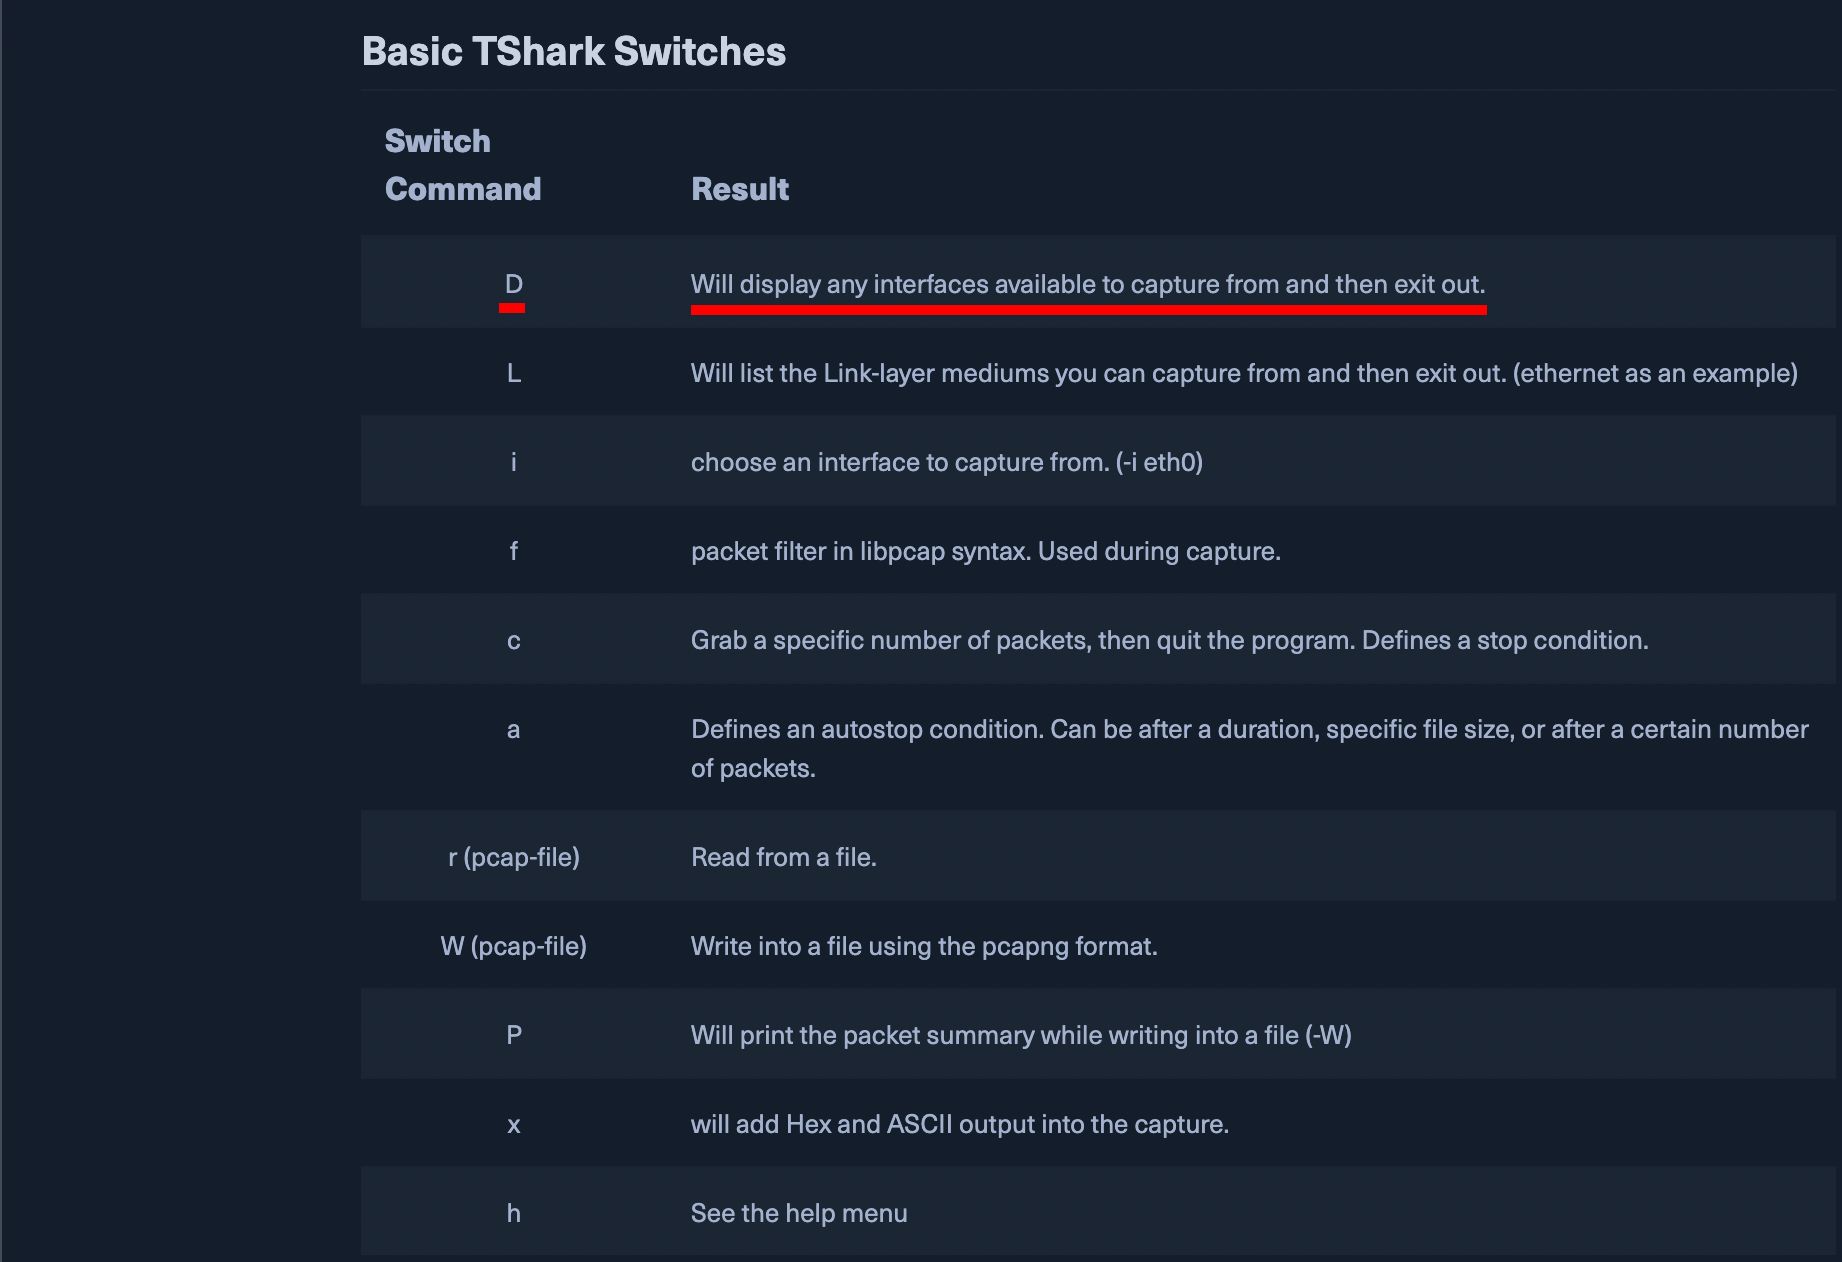 Basic TShark Switches
Switch
Command Result
D Will display any interfaces available to capture from and then exit out.
L Will list the Link-layer mediums you can capture from and then exit out. (ethernet as an example)
i choose an interface to capture from. (-i eth0)
f packet filter in libpcap syntax. Used during capture.
c Grab a specific number of packets, then quit the program. Defines a stop condition.
a Defines an autostop condition. Can be after a duration, specific file size, or after a certain number
of packets.
r (pcap-file) Read from a file.
W (pcap-file) Write into a file using the pcapng format.
P Will print the packet summary while writing into a file (-W)
x will add Hex and ASCII output into the capture.
h See the help menu